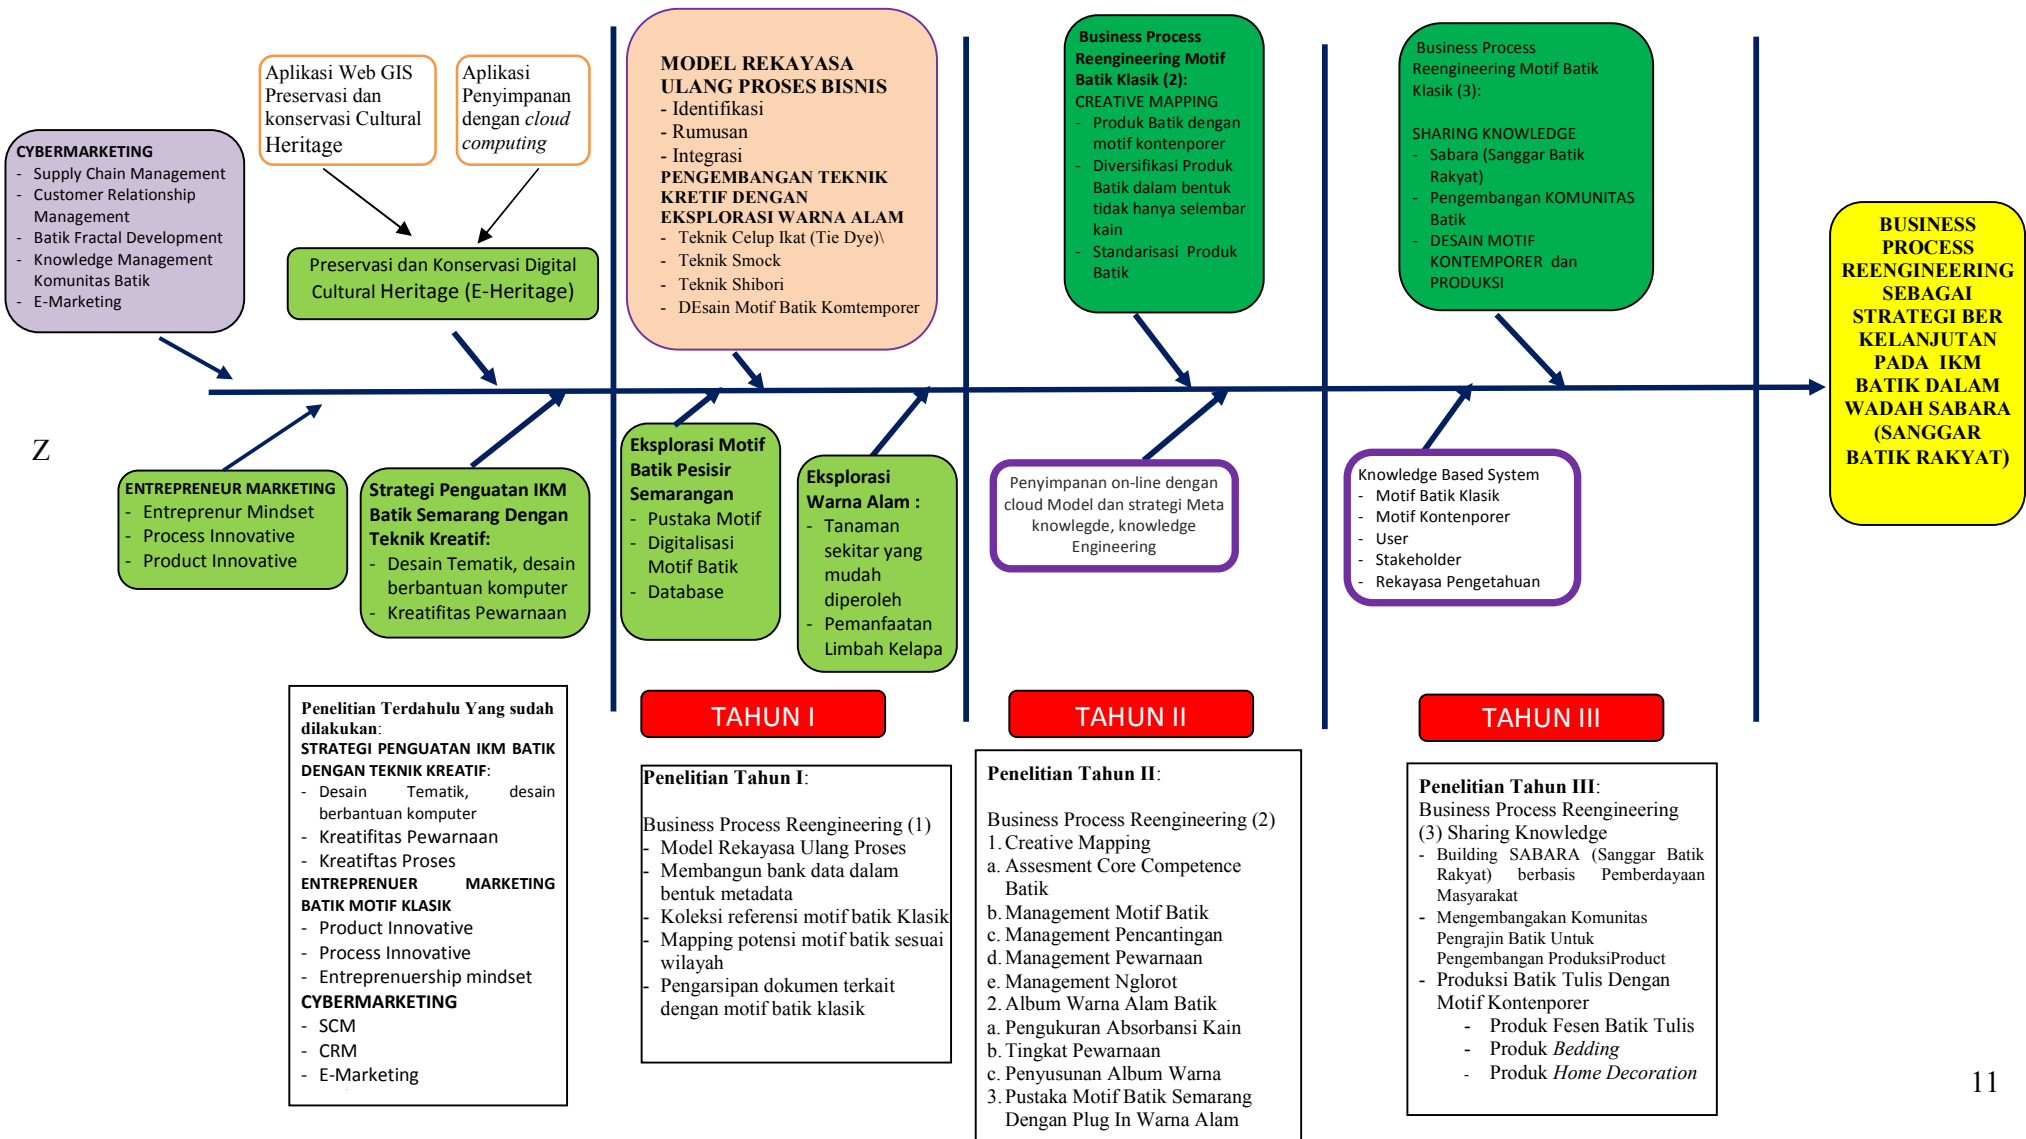 CYBERMARKETING
- Supply Chain Management
- Customer Relationship
Management
- Batik Fractal Development
- Knowledge Management
Komunitas Batik
- E-Marketing
Aplikasi Web GIS
Preservasi dan
konservasi Cultural
Heritage
Aplikasi
Penyimpanan
dengan cloud
computing
Preservasi dan Konservasi Digital
Cultural Heritage (E-Heritage)
MODEL REKAYASA
ULANG PROSES BISNIS
- Identifikasi
- Rumusan
- Integrasi
PENGEMBANGAN TEKNIK
KRETIF DENGAN
EKSPLORASI WARNA ALAM
- Teknik Celup Ikat (Tie Dye)\
- Teknik Smock
- Teknik Shibori
- DEsain Motif Batik Komtemporer
Business Process
Reengineering Motif
Batik Klasik (2):
CREATIVE MAPPING
- Produk Batik dengan
motif kontenporer
- Diversifikasi Produk
Batik dalam bentuk
tidak hanya selembar
kain
- Standarisasi Produk
Batik
Business Process
Reengineering Motif Batik
Klasik (3):
SHARING KNOWLEDGE
- Sabara (Sanggar Batik
Rakyat)
- Pengembangan KOMUNITAS
Batik
- DESAIN MOTIF
KONTEMPORER dan
PRODUKSI
BUSINESS
PROCESS
REENGINEERING
SEBAGAI
STRATEGI BER
KELANJUTAN
PADA IKM
BATIK DALAM
WADAH SABARA
(SANGGAR
BATIK RAKYAT)
Z
ENTREPRENEUR MARKETING
- Entreprenur Mindset
- Process Innovative
- Product Innovative
Strategi Penguatan IKM
Batik Semarang Dengan
Teknik Kreatif:
- Desain Tematik, desain
berbantuan komputer
- Kreatifitas Pewarnaan
Eksplorasi Motif
Batik Pesisir
Semarangan
- Pustaka Motif
- Digitalisasi
Motif Batik
- Database
Eksplorasi
Warna Alam :
- Tanaman
sekitar yang
mudah
diperoleh
- Pemanfaatan
Limbah Kelapa
Penyimpanan on-line dengan
cloud Model dan strategi Meta
knowlegde, knowledge
Engineering
Knowledge Based System
- Motif Batik Klasik
- Motif Kontenporer
- User
- Stakeholder
- Rekayasa Pengetahuan
Penelitian Terdahulu Yang sudah
dilakukan:
STRATEGI PENGUATAN IKM BATIK
DENGAN TEKNIK KREATIF:
- Desain Tematik, desain
berbantuan komputer
- Kreatifitas Pewarnaan
- Kreatiftas Proses
ENTREPRENUER MARKETING
BATIK MOTIF KLASIK
- Product Innovative
- Process Innovative
- Entreprenuership mindset
CYBERMARKETING
- SCM
- CRM
- E-Marketing
TAHUN I
Penelitian Tahun I:
Business Process Reengineering (1)
- Model Rekayasa Ulang Proses
- Membangun bank data dalam
bentuk metadata
- Koleksi referensi motif batik Klasik
- Mapping potensi motif batik sesuai
wilayah
- Pengarsipan dokumen terkait
dengan motif batik klasik
TAHUN II
Penelitian Tahun II:
Business Process Reengineering (2)
1. Creative Mapping
a. Assesment Core Competence
Batik
b. Management Motif Batik
c. Management Pencantingan
d. Management Pewarnaan
e. Management Nglorot
2. Album Warna Alam Batik
a. Pengukuran Absorbansi Kain
b. Tingkat Pewarnaan
c. Penyusunan Album Warna
3. Pustaka Motif Batik Semarang
Dengan Plug In Warna Alam
TAHUN III
Penelitian Tahun III:
Business Process Reengineering
(3) Sharing Knowledge
- Building SABARA (Sanggar Batik
Rakyat) berbasis Pemberdayaan
Masyarakat
- Mengembangakan Komunitas
Pengrajin Batik Untuk
Pengembangan ProduksiProduct
- Produksi Batik Tulis Dengan
Motif Kontenporer
- Produk Fesen Batik Tulis
- Produk Bedding
- Produk Home Decoration
11